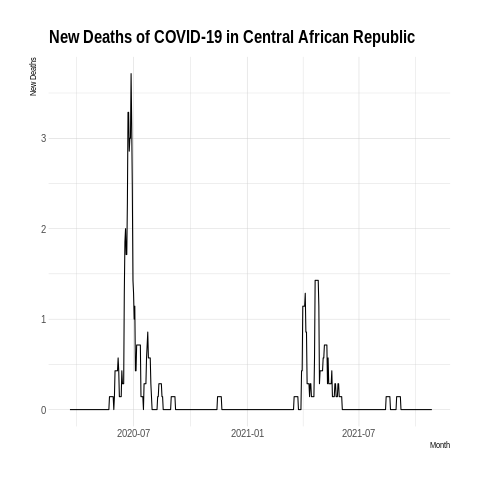 New Deaths of COVID-19 in Central African Republic
New Deaths
3
2
1
0
2020-07 2021-01 2021-07
Month